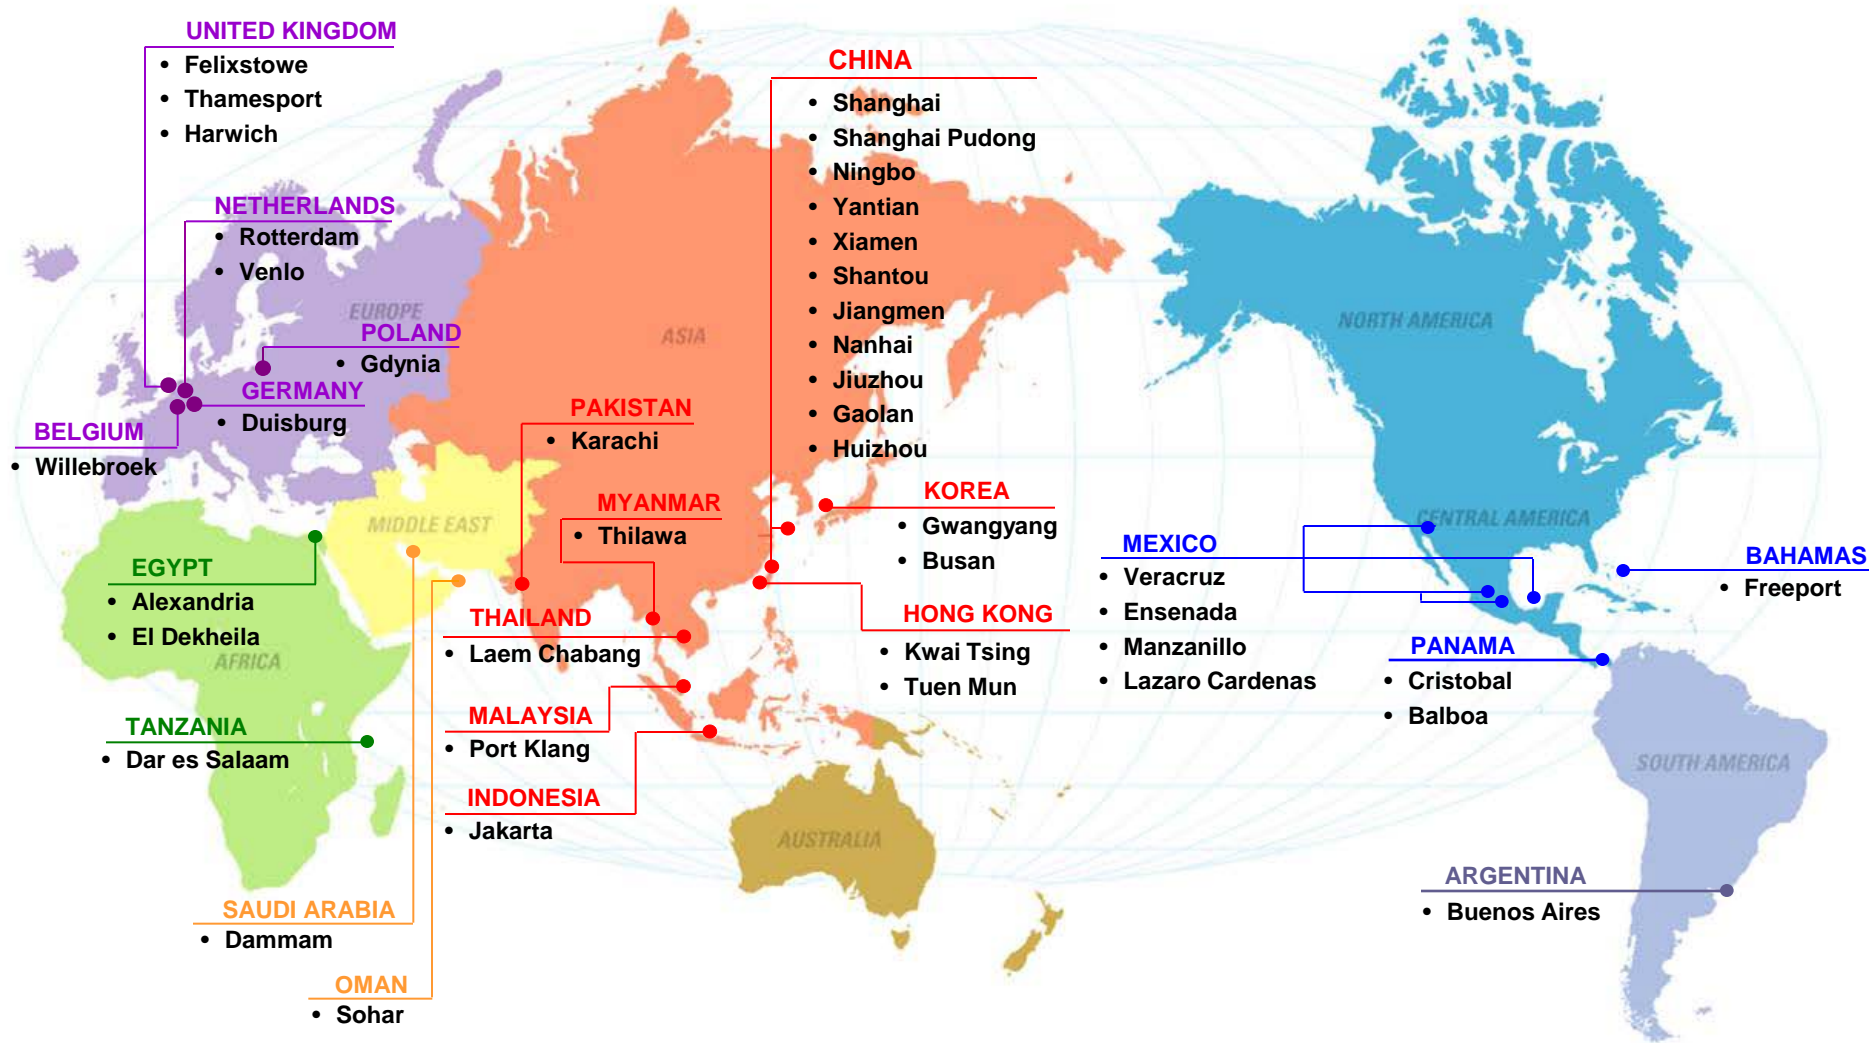 UNITED KINGDOM
• Felixstowe
• Thamesport
• Harwich
NETHERLANDS
• Rotterdam
• Venlo
EUROPE
POLAND
• Gdynia
GERMANY
• Duisburg
BELGIUM
• Willebroek
CHINA
• Shanghai
• Shanghai Pudong
• Ningbo
• Yantian
• Xiamen
• Shantou
• Jiangmen
• Nanhai
• Jiuzhou
• Gaolan
• Huizhou
ASIA
PAKISTAN
• Karachi
MYANMAR
• Thilawa
KOREA
• Gwangyang
• Busan
HONG KONG
• Kwai Tsing
• Tuen Mun
THAILAND
• Laem Chabang
MALAYSIA
• Port Klang
INDONESIA
• Jakarta
MIDDLE EAST
EGYPT
• Alexandria
• El Dekheila
AFRICA
TANZANIA
• Dar es Salaam
SAUDI ARABIA
• Dammam
OMAN
• Sohar
AUSTRALIA
NORTH AMERICA
CENTRAL AMERICA
MEXICO
• Veracruz
• Ensenada
• Manzanillo
• Lazaro Cardenas
BAHAMAS
• Freeport
PANAMA
• Cristobal
• Balboa
SOUTH AMERICA
ARGENTINA
• Buenos Aires